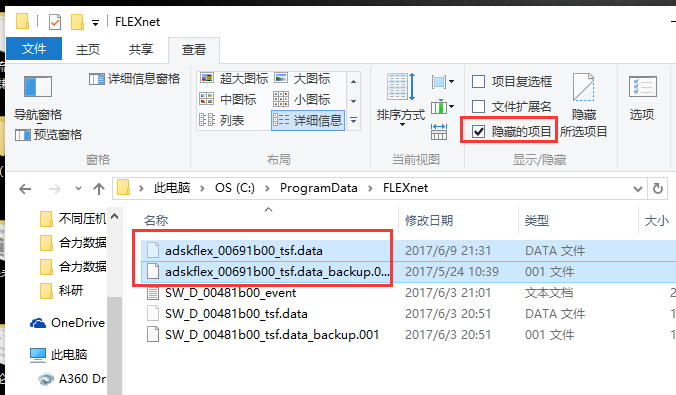 FLEXnet
文件 主页 共享 查看
导航窗格 预览窗格 详细信息窗格
超大图标 大图标
中图标 小图标
列表 详细信息
排序方式
项目复选框
文件扩展名
隐藏的项目
隐藏
所选项目
选项
窗格 布局 当前视图 显示/隐藏
此电脑 OS (C:) ProgramData FLEXnet
名称 修改日期 类型 大小
不同压机
合力数据
合力数据
科研
OneDrive
此电脑
A360 Dr
adskflex_00691b00_tsf.data 2017/6/9 21:31 DATA 文件
adskflex_00691b00_tsf.data_backup.0... 2017/5/24 10:39 001 文件
SW_D_00481b00_event 2017/6/3 21:01 文本文档 2
SW_D_00481b00_tsf.data 2017/6/3 20:51 DATA 文件 1
SW_D_00481b00_tsf.data_backup.001 2017/6/3 20:51 001 文件 1